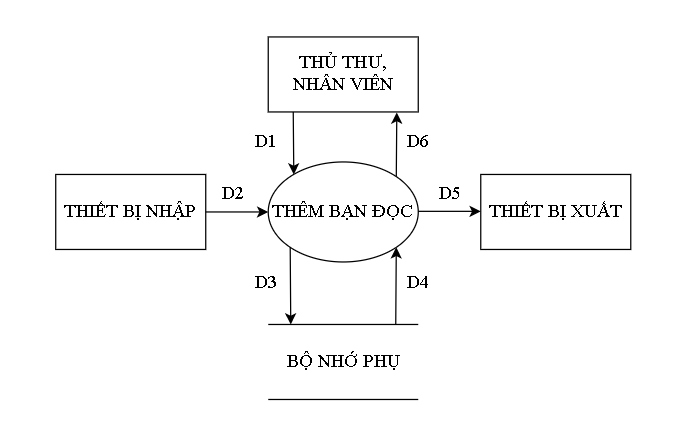 THỦ THƯ,
NHÂN VIÊN
D1
D6
D2
D5
THIẾT BỊ NHẬP
THÊM BẠN ĐỌC
THIẾT BỊ XUẤT
D3
D4
BỘ NHỚ PHỤ